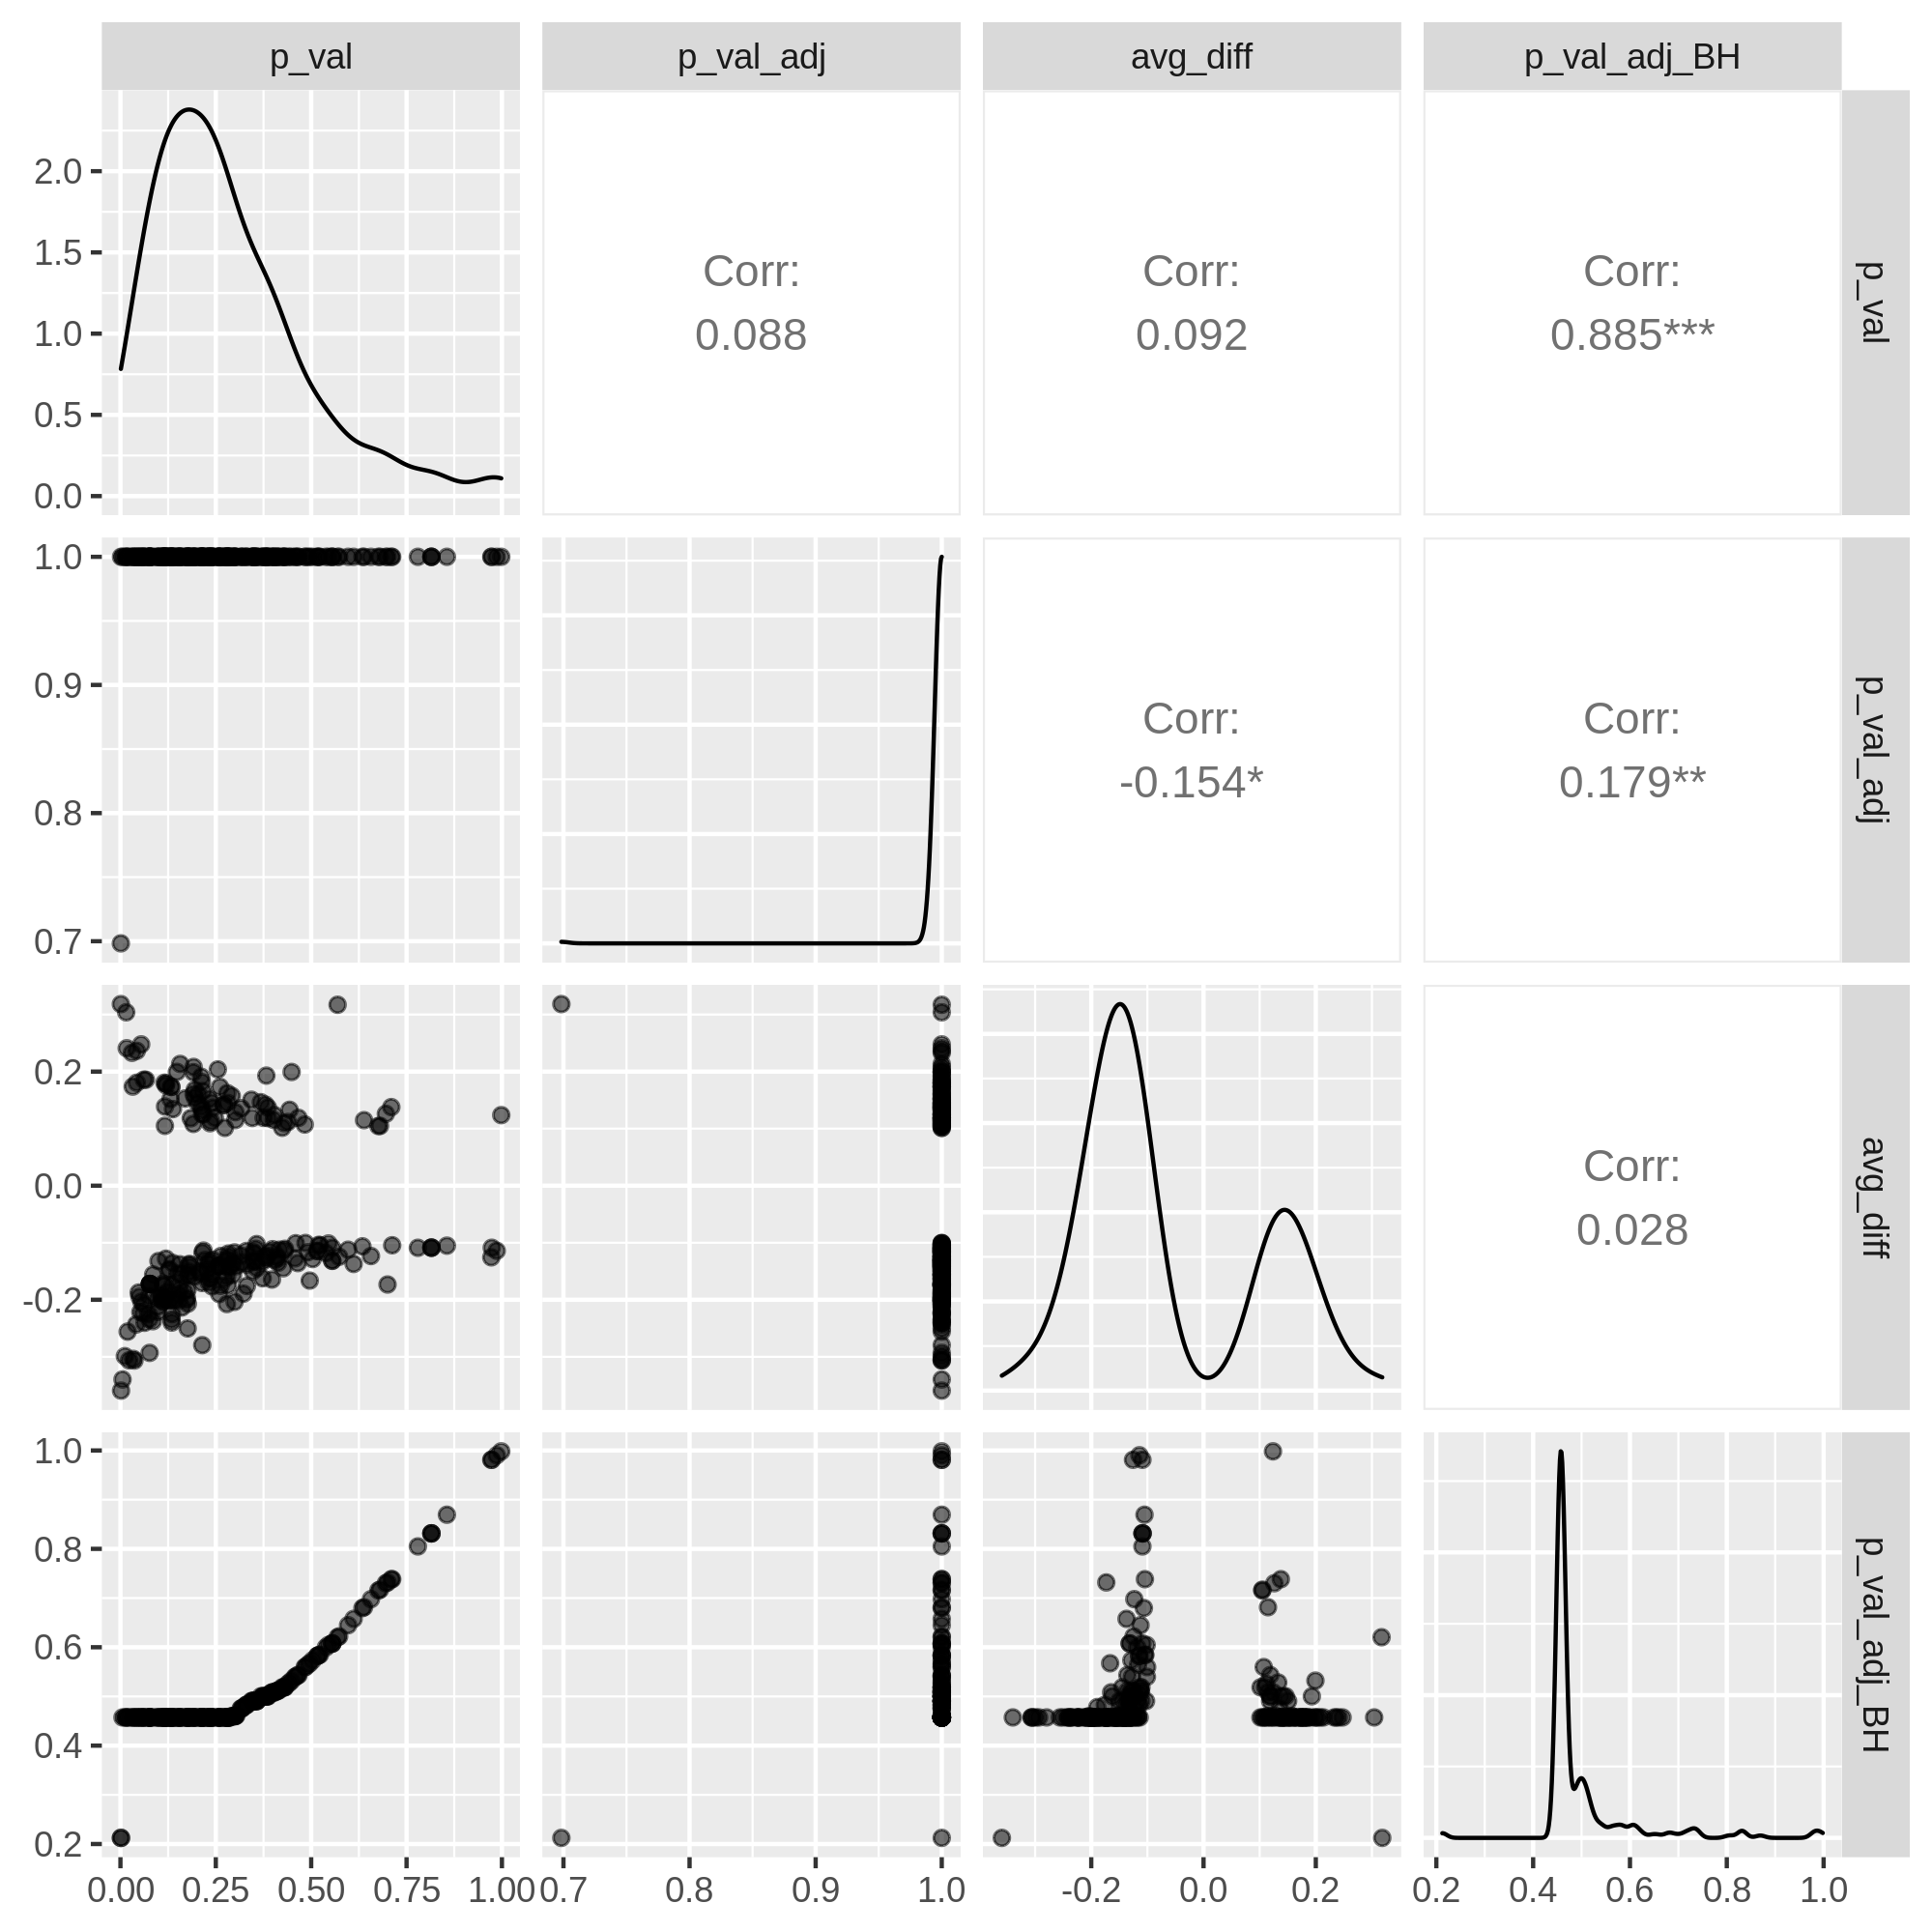 p_val p_val_adj avg_diff p_val_adj_BH
2.0
1.5
1.0
0.5
0.0
Corr:
0.088
Corr:
0.092
Corr:
0.885***
p_val
1.0
0.9
0.8
0.7
Corr:
-0.154*
Corr:
0.179**
p_val_adj
0.2
0.0
-0.2
Corr:
0.028
avg_diff
1.0
0.8
0.6
0.4
0.2
p_val_adj_BH
0.00 0.25 0.50 0.75 1.00 0.7 0.8 0.9 1.0 -0.2 0.0 0.2 0.2 0.4 0.6 0.8 1.0